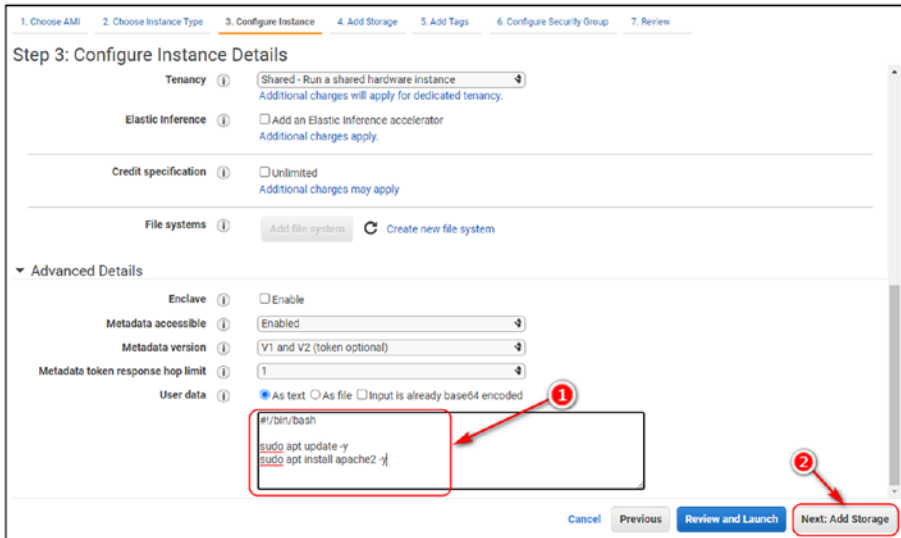 1. Choose AMI 2. Choose Instance Type 3. Configure Instance 4. Add Storage 5. Add Tags 6. Configure Security Group 7. Review
Step 3: Configure Instance Details
Tenancy Shared - Run a shared hardware instance
Additional charges will apply for dedicated tenancy.
Elastic Inference Add an Elastic Inference accelerator
Additional charges apply.
Credit specification Unlimited
Additional charges may apply
File systems Add file system Create new file system
Advanced Details
Enclave Enable
Metadata accessible Enabled
Metadata version V1 and V2 (token optional)
Metadata token response hop limit 1
User data As text As file Input is already base64 encoded
1
#!/bin/bash
sudo apt update -y
sudo apt install apache2 -y
2
Cancel Previous Review and Launch Next: Add Storage